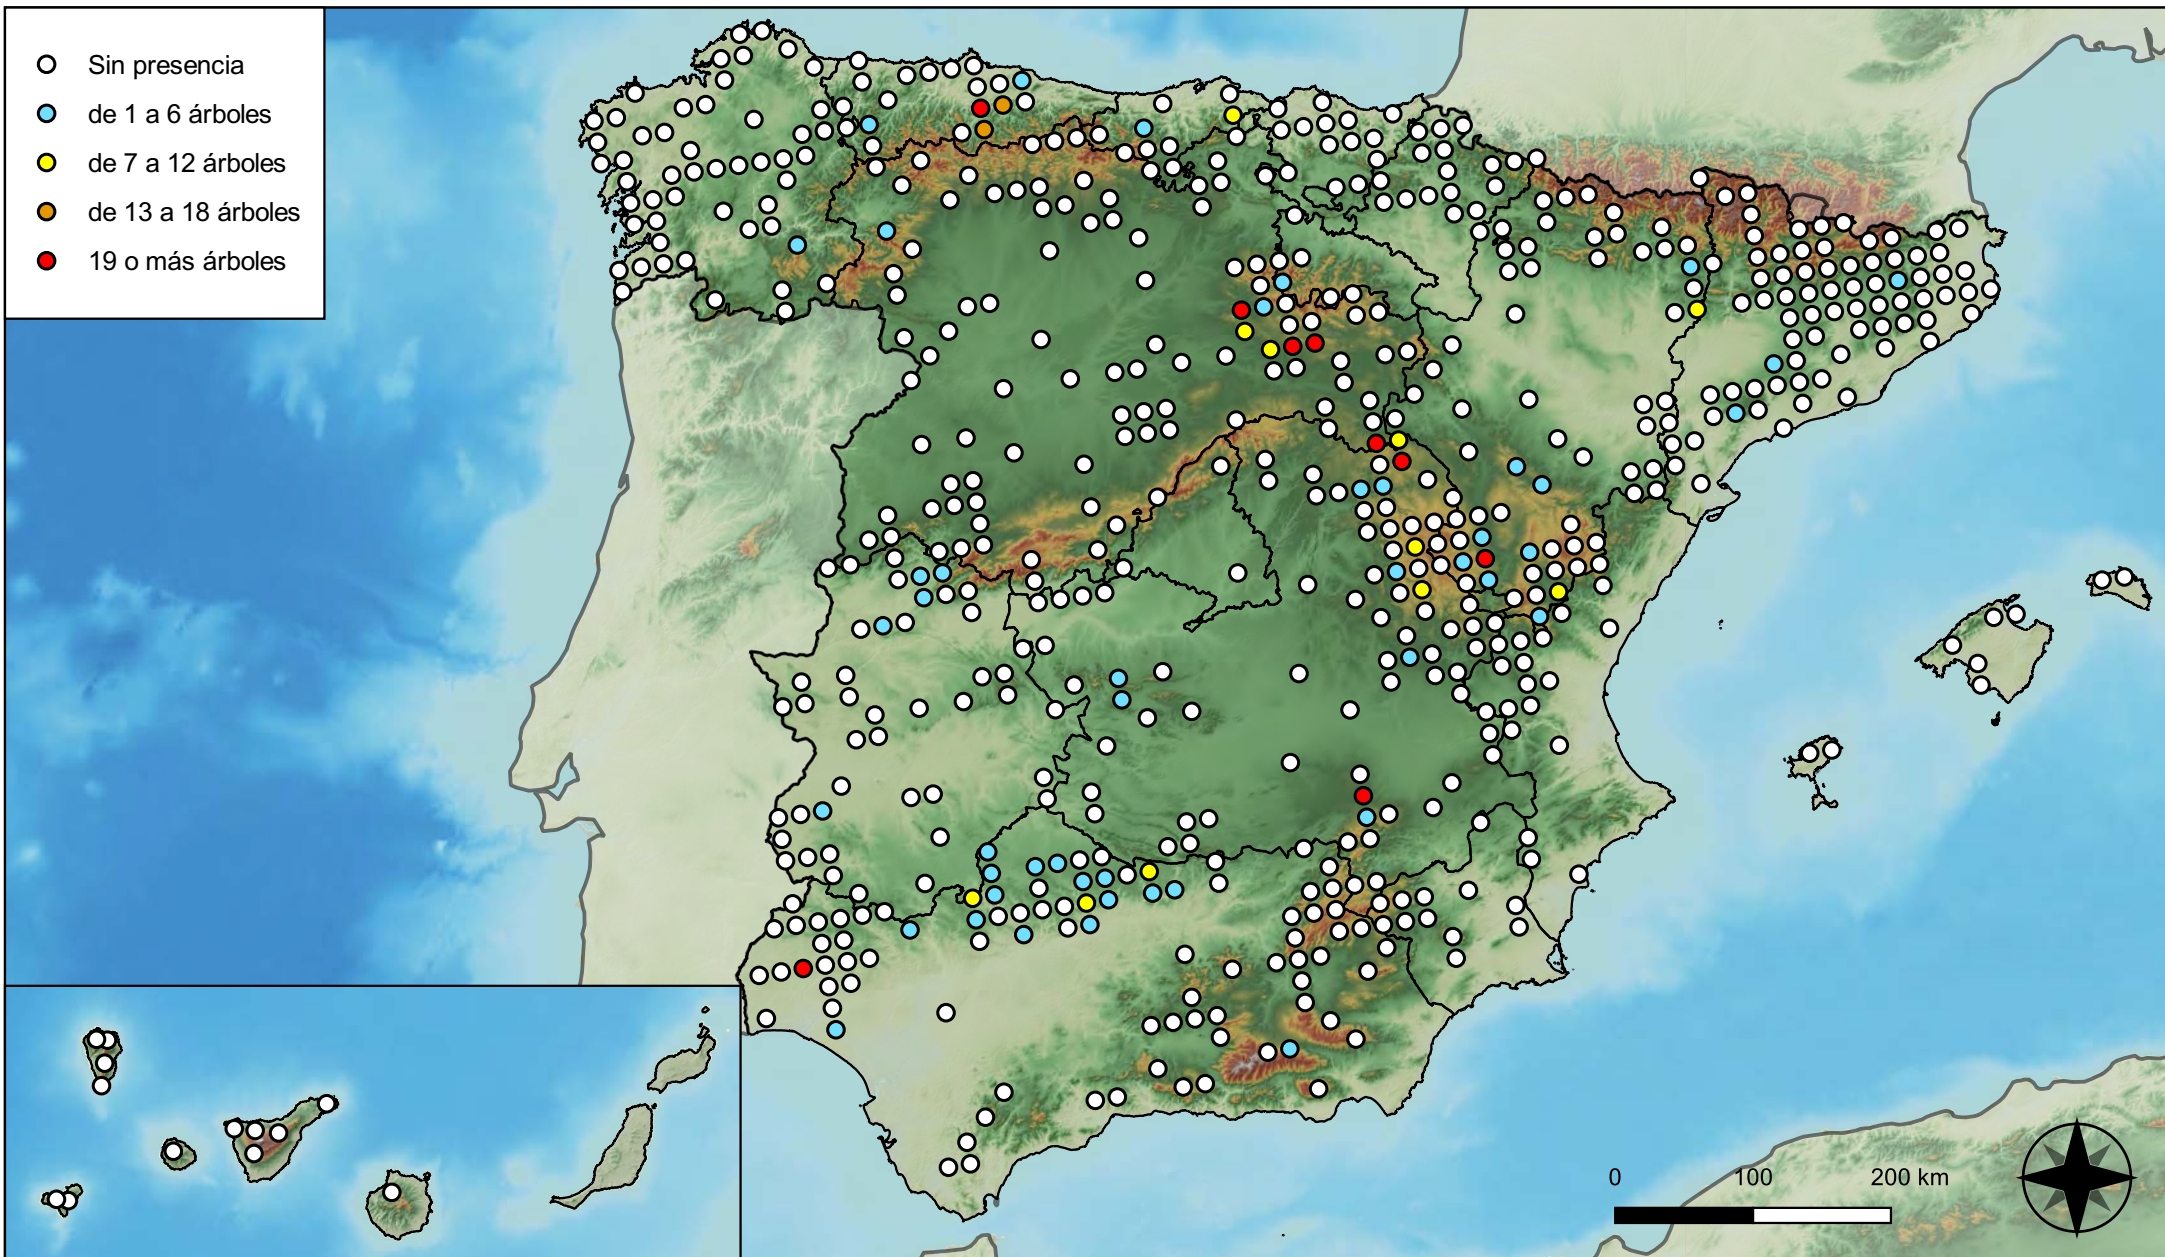 Sin presencia
de 1 a 6 árboles
de 7 a 12 árboles
de 13 a 18 árboles
19 o más árboles
0 100 200 km